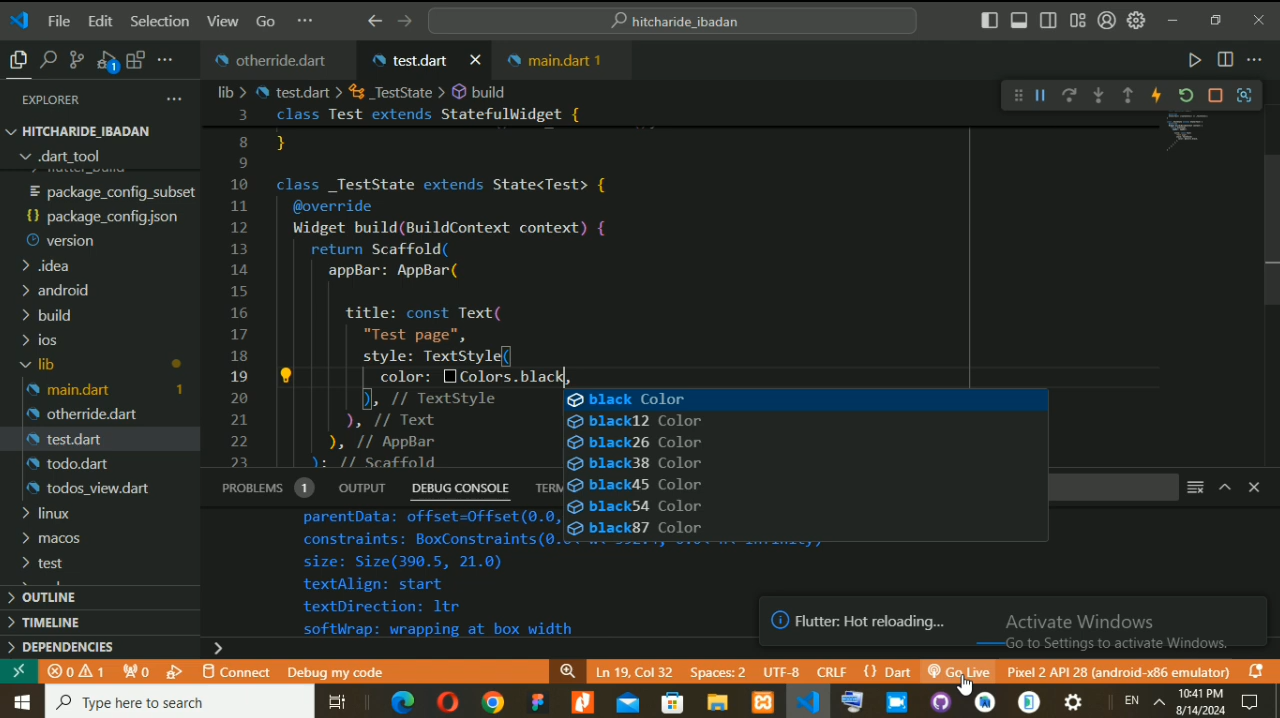 File Edit Selection View Go ··· hitcharide_ibadan
otherride.dart test.dart main.dart 1
EXPLORER
lib > test.dart > _TestState > build
3 class Test extends StatefulWidget {
HITCHARIDE_IBADAN
8 }
.dart_tool
9
package_config_subset
10 class _TestState extends State<Test> {
package_config.json
11 @override
version
12 Widget build(BuildContext context) {
13 return Scaffold(
.idea
14 appBar: AppBar(
android
15
build
16 title: const Text(
ios
17 "Test page",
lib
18 style: TextStyle(
main.dart 1
19 color: Colors.black,
otherride.dart
20 ), // TextStyle
test.dart
21 ), // Text
todo.dart
22 ), // AppBar
todos_view.dart
23 ); // Scaffold
black Color
black12 Color
black26 Color
black38 Color
black45 Color
black54 Color
black87 Color
linux
macos
test
OUTLINE
TIMELINE
DEPENDENCIES
PROBLEMS 1 OUTPUT DEBUG CONSOLE
parentData: offset=Offset(0.0,
size: Size(390.5, 21.0)
textAlign: start
textDirection: ltr
softWrap: wrapping at box width
Flutter: Hot reloading...
Activate Windows
Go to Settings to activate Windows.
0 1 0 Connect Debug my code Ln 19, Col 32 Spaces: 2 UTF-8 CRLF {} Dart Go Live Pixel 2 API 28 (android-x86 emulator)
Type here to search
EN
10:41 PM
8/14/2024